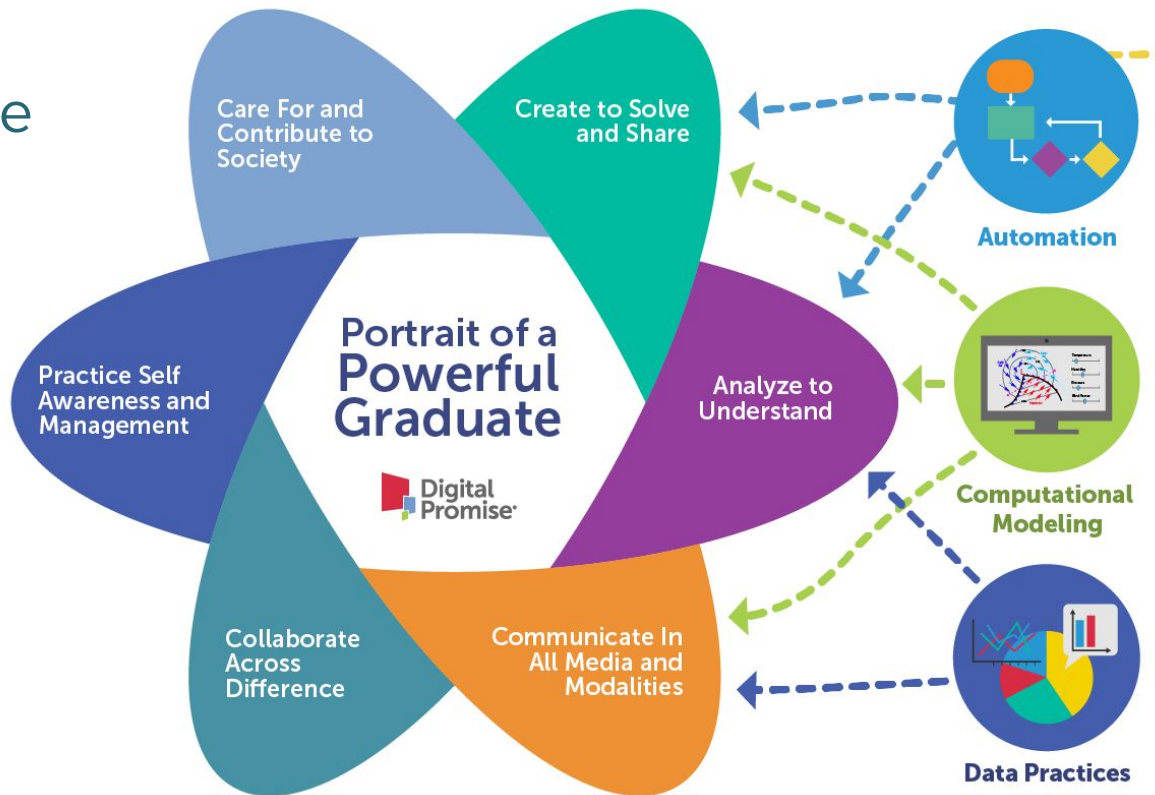 e
Care For and
Contribute to
Society
Create to Solve
and Share
Automation
Portrait of a
Powerful
Graduate
Digital
Promise
Practice Self
Awareness and
Management
Analyze to
Understand
Computational
Modeling
Collaborate
Across
Difference
Communicate In
All Media and
Modalities
Data Practices